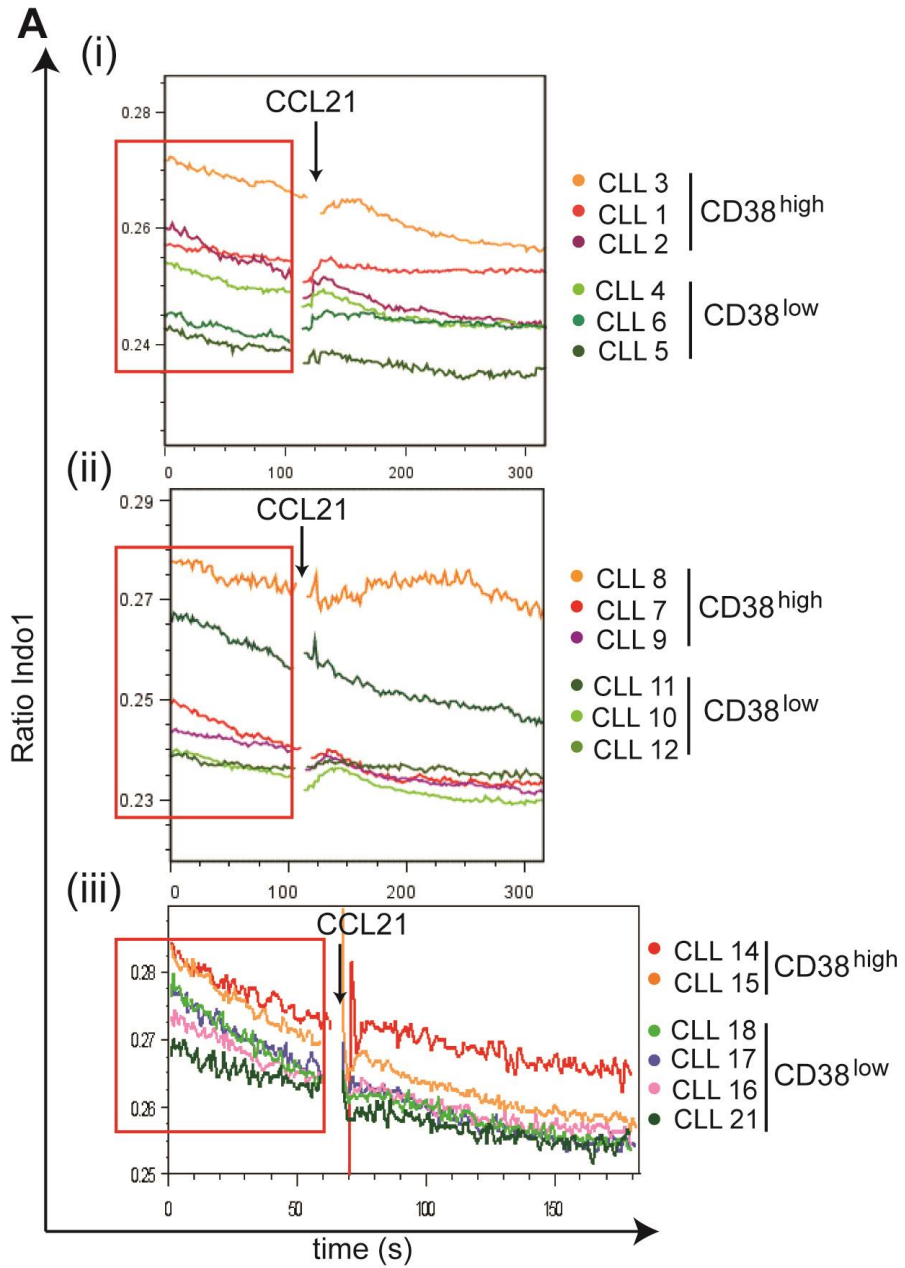 A
(i)
CCL21
0.28
0.26
0.24
0 100 200 300
CLL 3
CLL 1
CLL 2
CD38high
CLL 4
CLL 6
CLL 5
CD38low
(ii)
CCL21
0.29
0.27
0.25
0.23
0 100 200 300
CLL 8
CLL 7
CLL 9
CD38high
CLL 11
CLL 10
CLL 12
CD38low
(iii)
CCL21
0.28
0.27
0.26
0.25
0 50 100 150
CLL 14
CLL 15
CD38high
CLL 18
CLL 17
CLL 16
CLL 21
CD38low
Ratio Indo1
time (s)